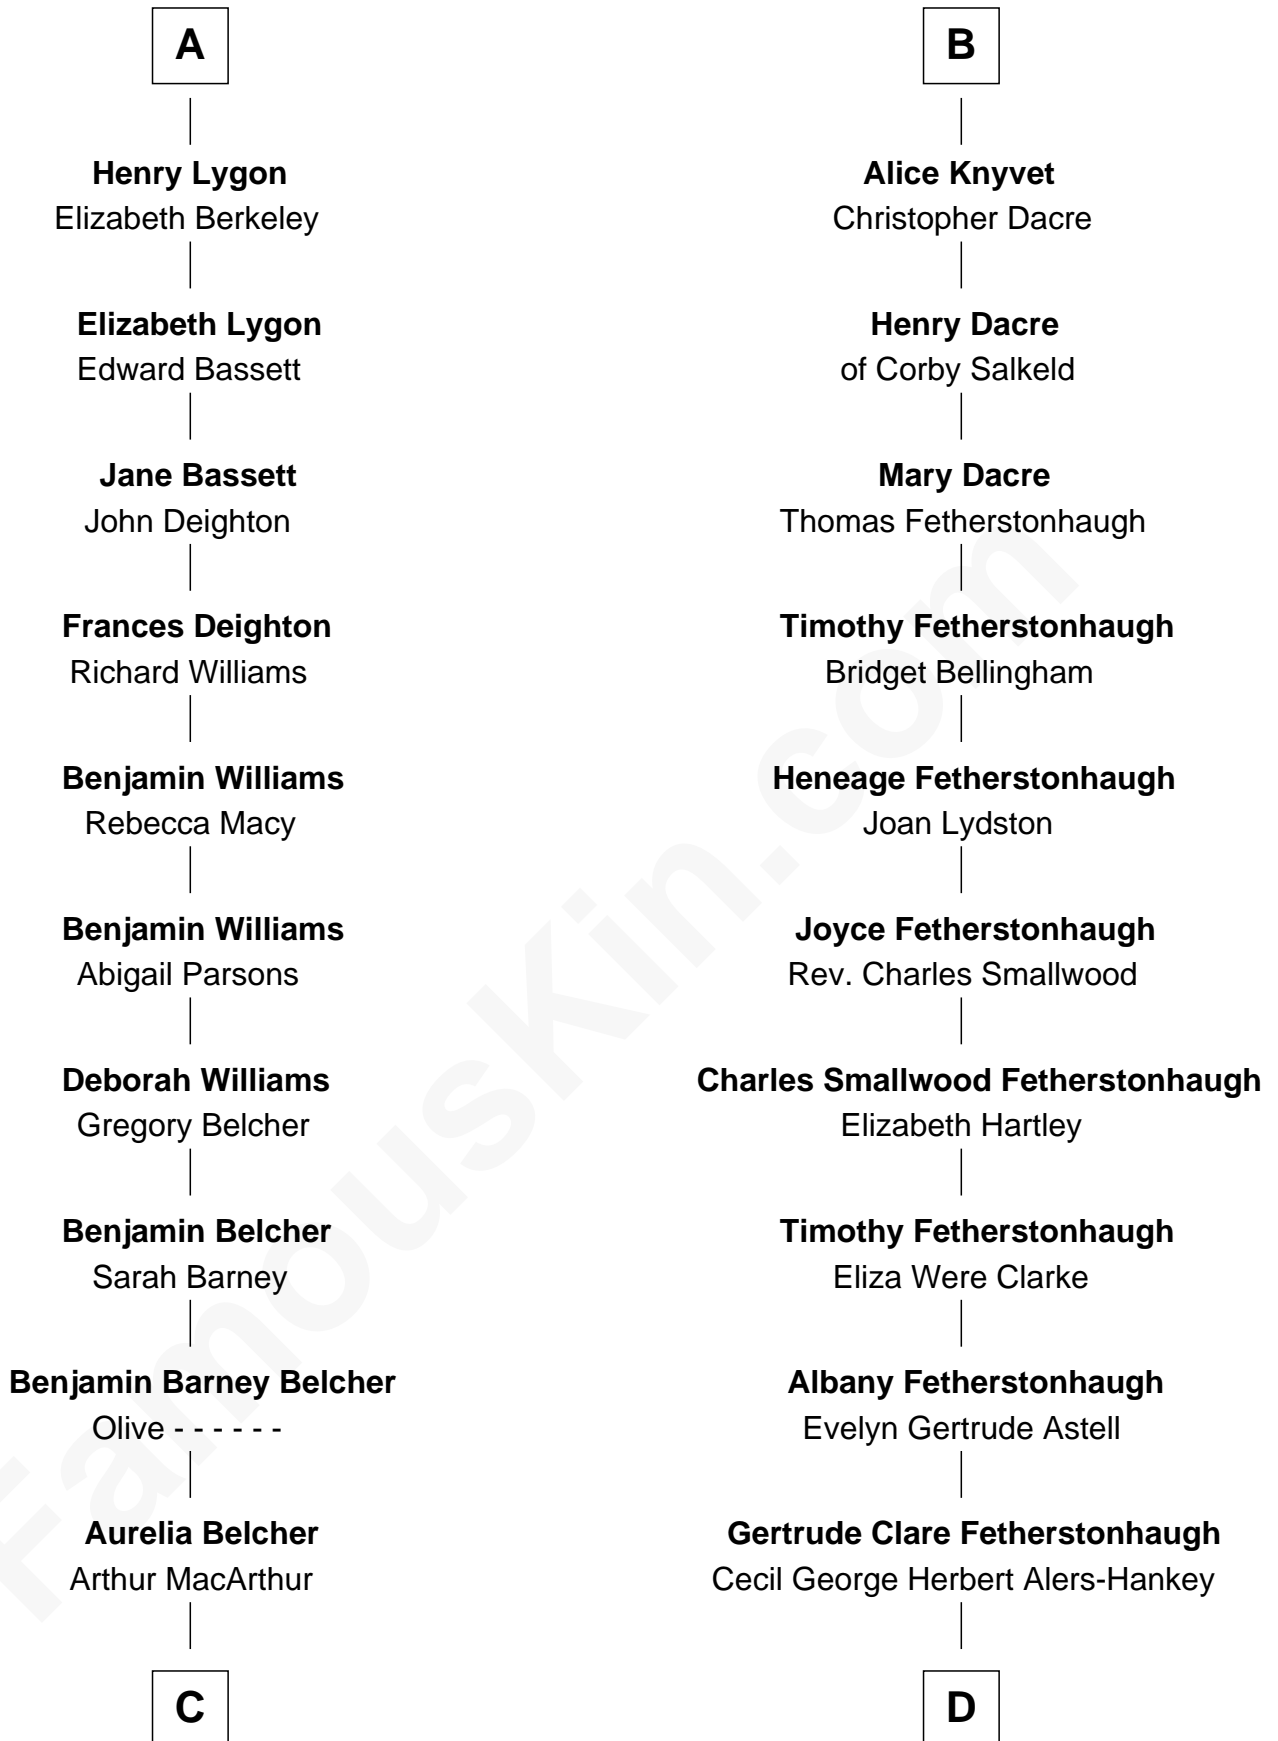 A
Henry Lygon
Elizabeth Berkeley
Elizabeth Lygon
Edward Bassett
Jane Bassett
John Deighton
Frances Deighton
Richard Williams
Benjamin Williams
Rebecca Macy
Benjamin Williams
Abigail Parsons
Deborah Williams
Gregory Belcher
Benjamin Belcher
Sarah Barney
Benjamin Barney Belcher
Olive - - - - - -
Aurelia Belcher
Arthur MacArthur
C
B
Alice Knyvet
Christopher Dacre
Henry Dacre
of Corby Salkeld
Mary Dacre
Thomas Fetherstonhaugh
Timothy Fetherstonhaugh
Bridget Bellingham
Heneage Fetherstonhaugh
Joan Lydston
Joyce Fetherstonhaugh
Rev. Charles Smallwood
Charles Smallwood Fetherstonhaugh
Elizabeth Hartley
Timothy Fetherstonhaugh
Eliza Were Clarke
Albany Fetherstonhaugh
Evelyn Gertrude Astell
Gertrude Clare Fetherstonhaugh
Cecil George Herbert Alers-Hankey
D
FamousKin.com